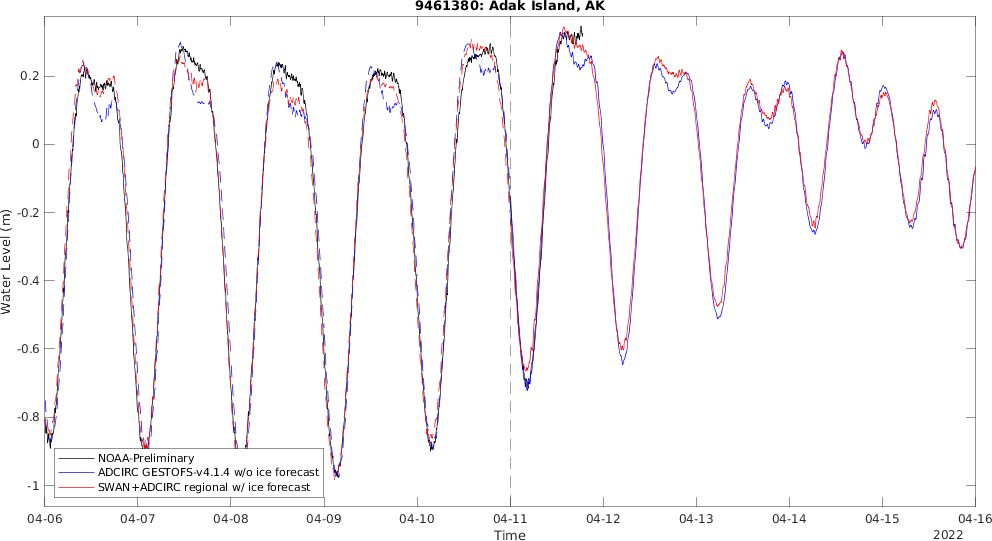 9461380: Adak Island, AK
Water Level (m)
0.2
0
-0.2
-0.4
-0.6
-0.8
-1
NOAA-Preliminary
ADCIRC GESTOFS-v4.1.4 w/o ice forecast
SWAN+ADCIRC regional w/ ice forecast
04-06 04-07 04-08 04-09 04-10 04-11 04-12 04-13 04-14 04-15 04-16
Time
2022